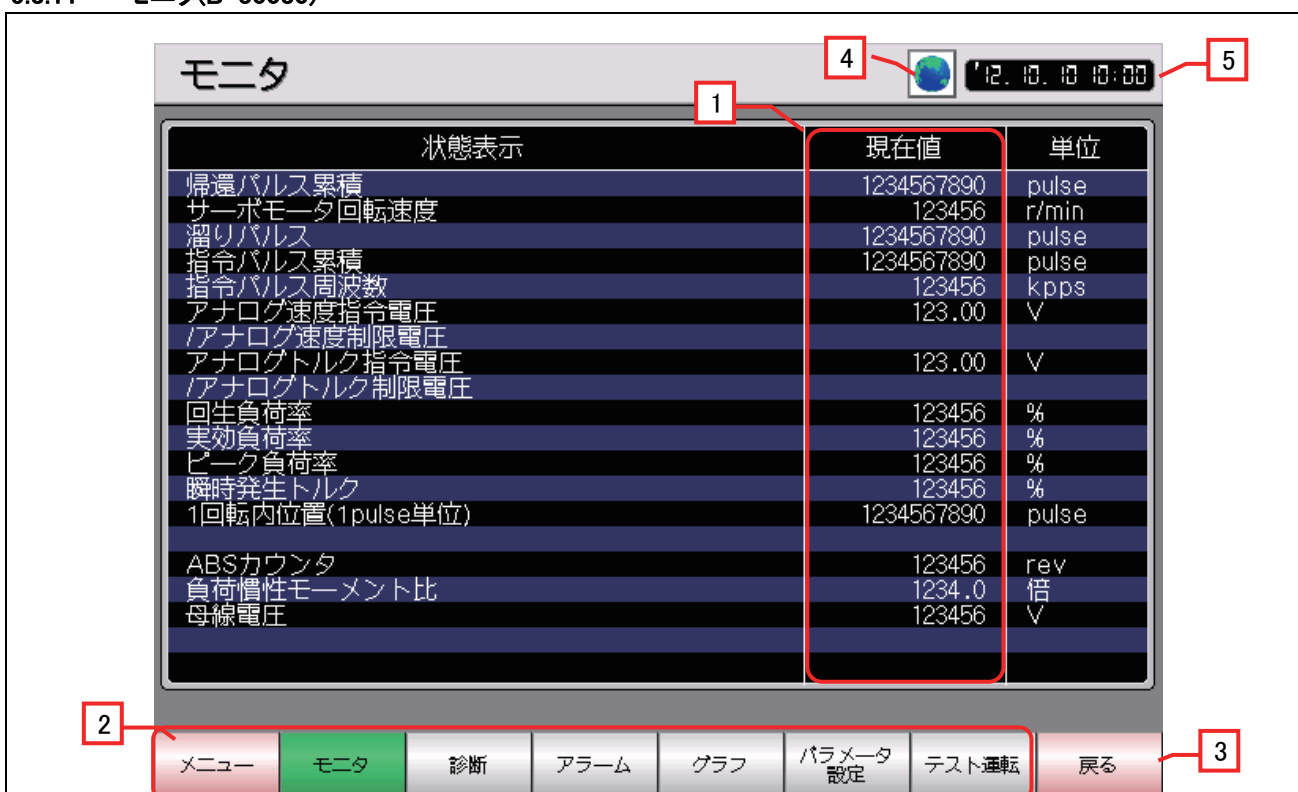 モニタ
4
'12. 10. 10 10:00
5
1
状態表示 現在値 単位
帰還パルス累積 1234567890 pulse
サーボモータ回転速度 123456 r/min
溜りパルス 1234567890 pulse
指令パルス累積 1234567890 pulse
指令パルス周波数 123456 kpps
アナログ速度指令電圧 123.00 V
/アナログ速度制限電圧
アナログトルク指令電圧 123.00 V
/アナログトルク制限電圧
回生負荷率 123456 %
実効負荷率 123456 %
ピーク負荷率 123456 %
瞬時発生トルク 123456 %
1回転内位置(1pulse単位) 1234567890 pulse
ABSカウンタ 123456 rev
負荷慣性モーメント比 1234.0 倍
母線電圧 123456 V
2
メニュー モニタ 診断 アラーム グラフ パラメータ設定 テスト運転 戻る
3